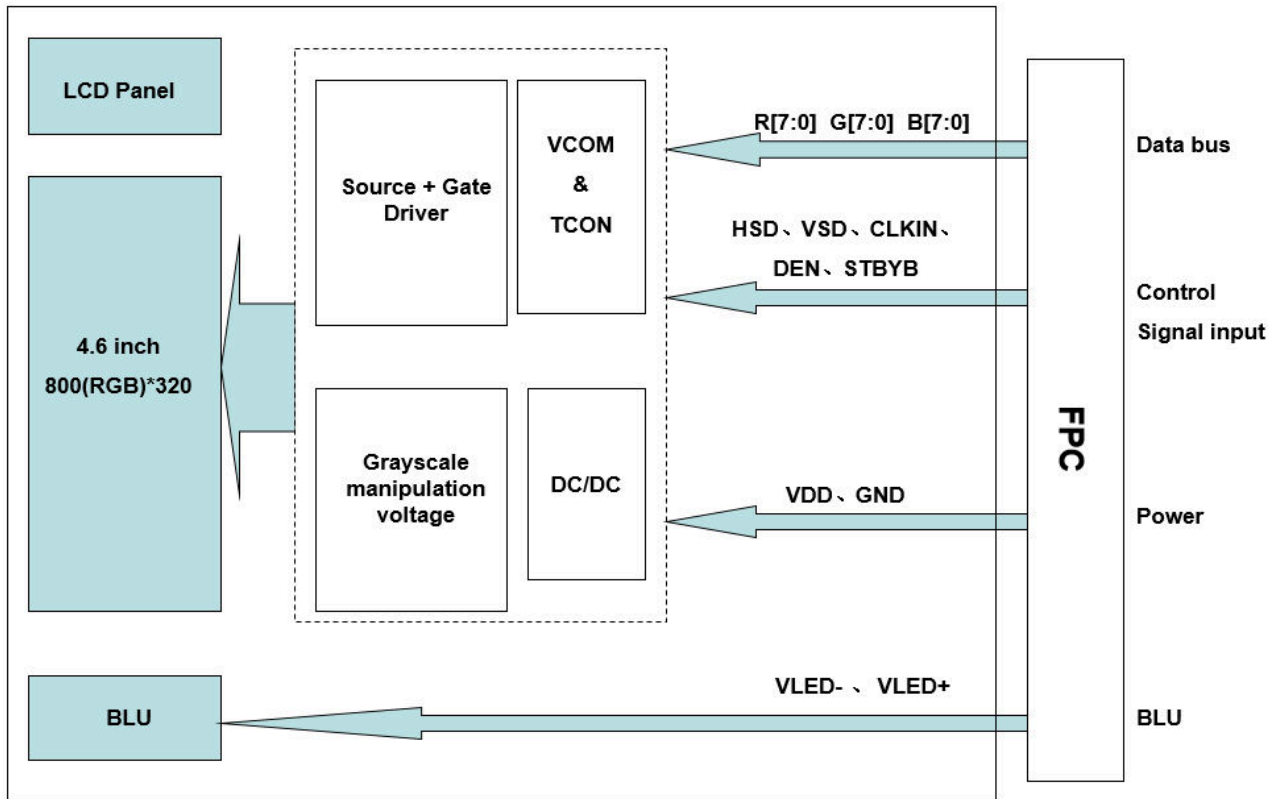 LCD Panel
4.6 inch
800(RGB)*320
BLU
Source + Gate
Driver
VCOM
&
TCON
Grayscale
manipulation
voltage
DC/DC
R[7:0] G[7:0] B[7:0]
HSD、VSD、CLKIN、
DEN、STBYB
VDD、GND
VLED- 、VLED+
FPC
Data bus
Control
Signal input
Power
BLU